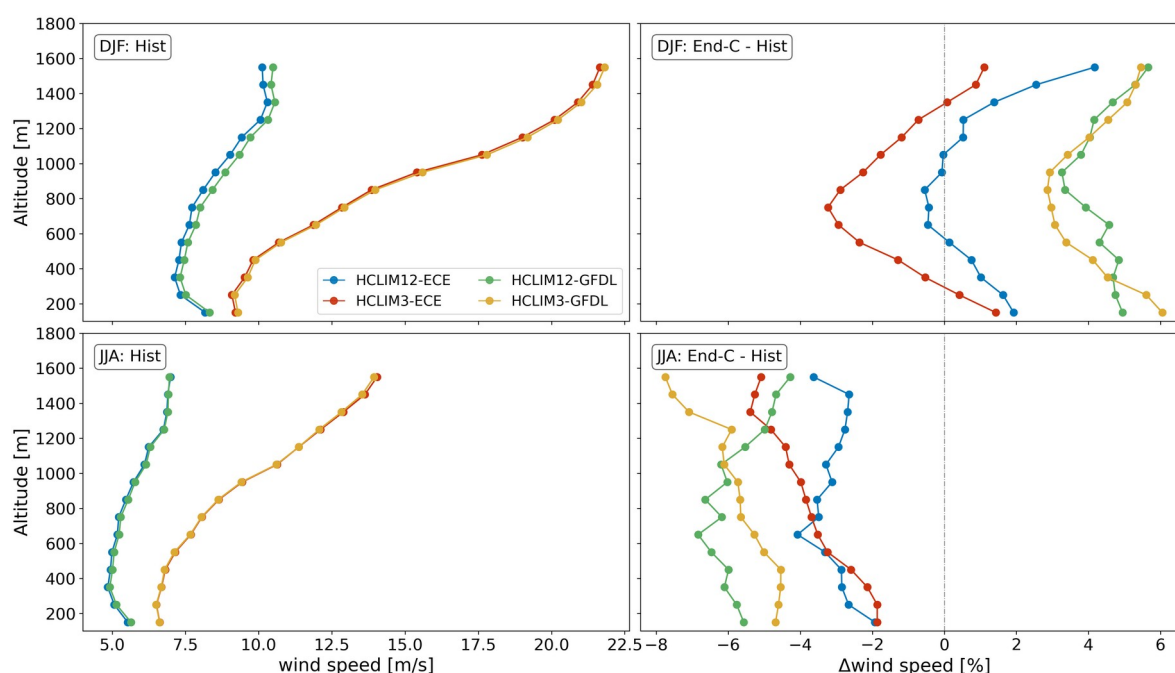 1800
1600
1400
1200
1000
800
600
400
200
Altitude [m]
DJF: Hist
HCLIM12-ECE
HCLIM3-ECE
HCLIM12-GFDL
HCLIM3-GFDL
DJF: End-C - Hist
1800
1600
1400
1200
1000
800
600
400
200
Altitude [m]
JJA: Hist
5.0 7.5 10.0 12.5 15.0 17.5 20.0 22.5
wind speed [m/s]
JJA: End-C - Hist
−8 −6 −4 −2 0 2 4 6
Δwind speed [%]